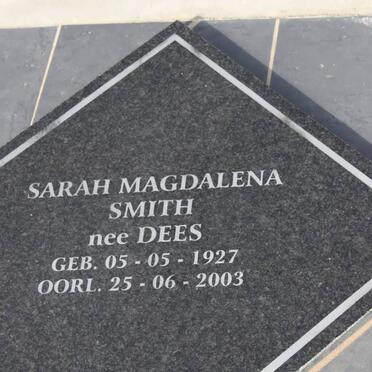 SARAH MAGDALENA
SMITH
nee DEES
GEB. 05 - 05 - 1927
OORL. 25 - 06 - 2003